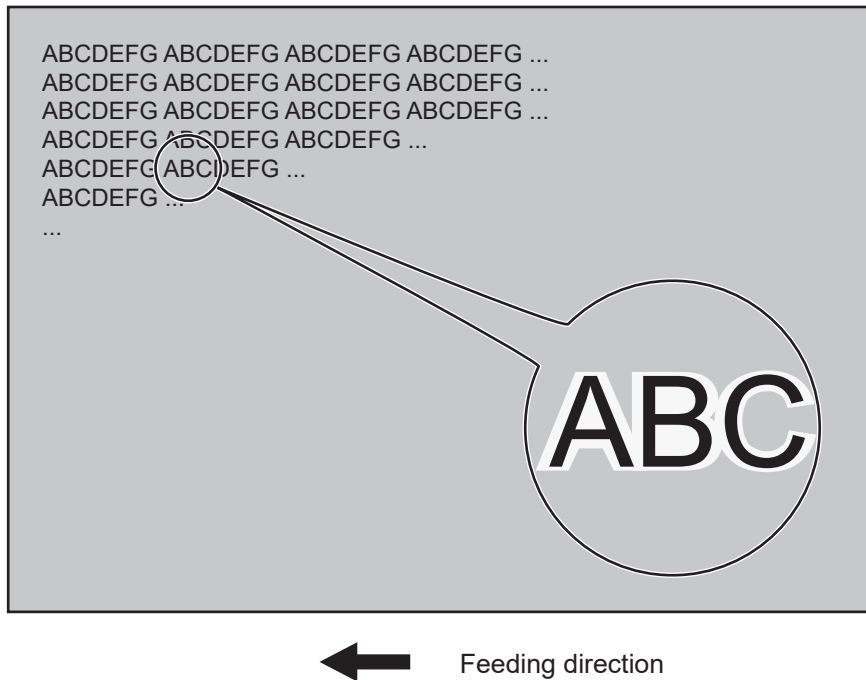 ABCDEFG ABCDEFG ABCDEFG ABCDEFG ...
ABCDEFG ABCDEFG ABCDEFG ABCDEFG ...
ABCDEFG ABCDEFG ABCDEFG ABCDEFG ...
ABCDEFG ABCDEFG ABCDEFG ...
ABCDEFG ABCDEFG ...
ABCDEFG ...
...
ABC
Feeding direction